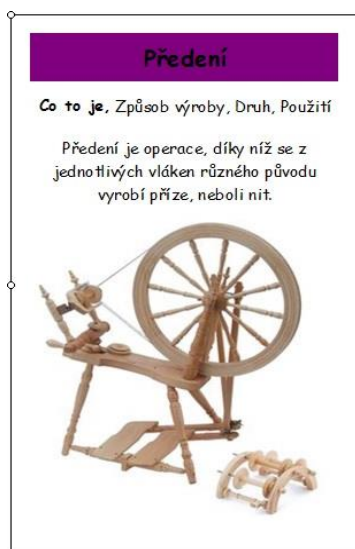 Předení
Co to je, Způsob výroby, Druh, Použití
Předení je operace, díky níž se z
jednotlivých vláken různého původu
vyrobí příze, neboli nit.